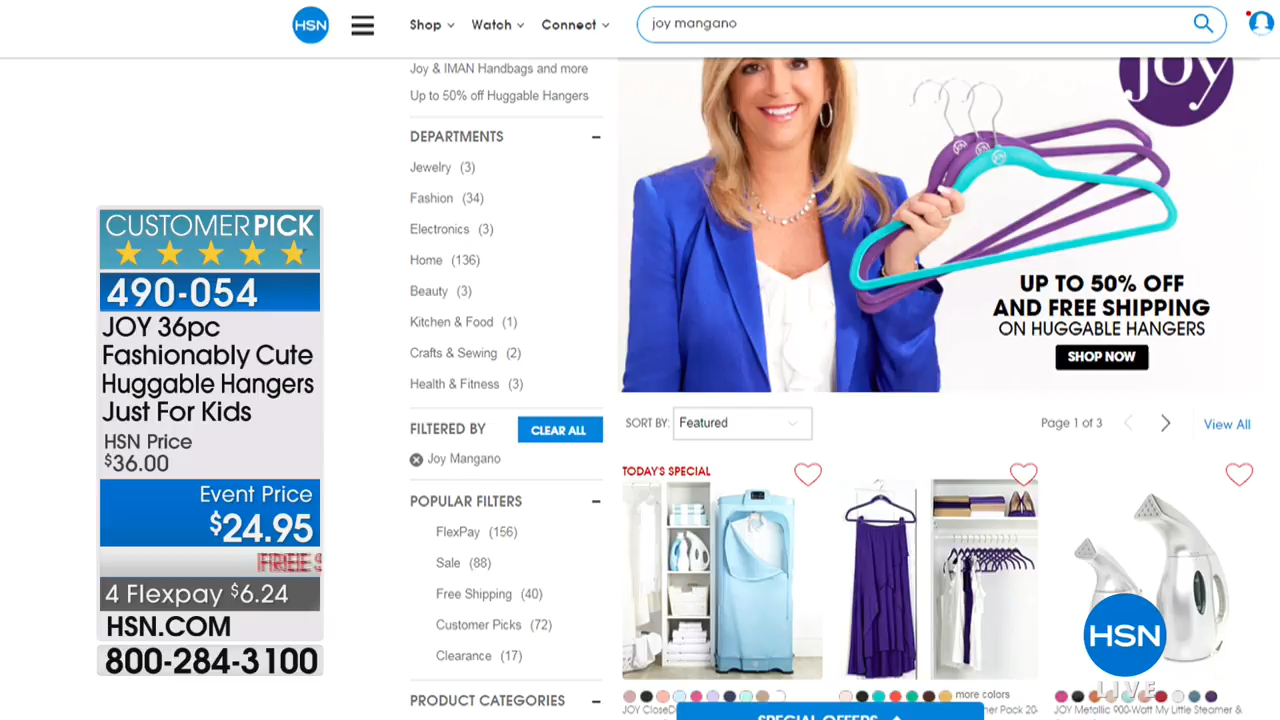 HSN
Shop
Watch
Connect
joy mangano
Joy & IMAN Handbags and more
Up to 50% off Huggable Hangers
DEPARTMENTS
Jewelry (3)
Fashion (34)
Electronics (3)
Home (136)
Beauty (3)
Kitchen & Food (1)
Crafts & Sewing (2)
Health & Fitness (3)
FILTERED BY
CLEAR ALL
Joy Mangano
POPULAR FILTERS
FlexPay (156)
Sale (88)
Free Shipping (40)
Customer Picks (72)
Clearance (17)
PRODUCT CATEGORIES
joy
UP TO 50% OFF
AND FREE SHIPPING
ON HUGGABLE HANGERS
SHOP NOW
SORT BY: Featured
Page 1 of 3
View All
TODAY'S SPECIAL
more colors
JOY Metallic 900-Watt My Little Steamer &
SPECIAL OFFERS
CUSTOMER PICK
490-054
JOY 36pc
Fashionably Cute
Huggable Hangers
Just For Kids
HSN Price
$36.00
Event Price
$24.95
FREE S
4 Flexpay $6.24
HSN.COM
800-284-3100
HSN
LIVE